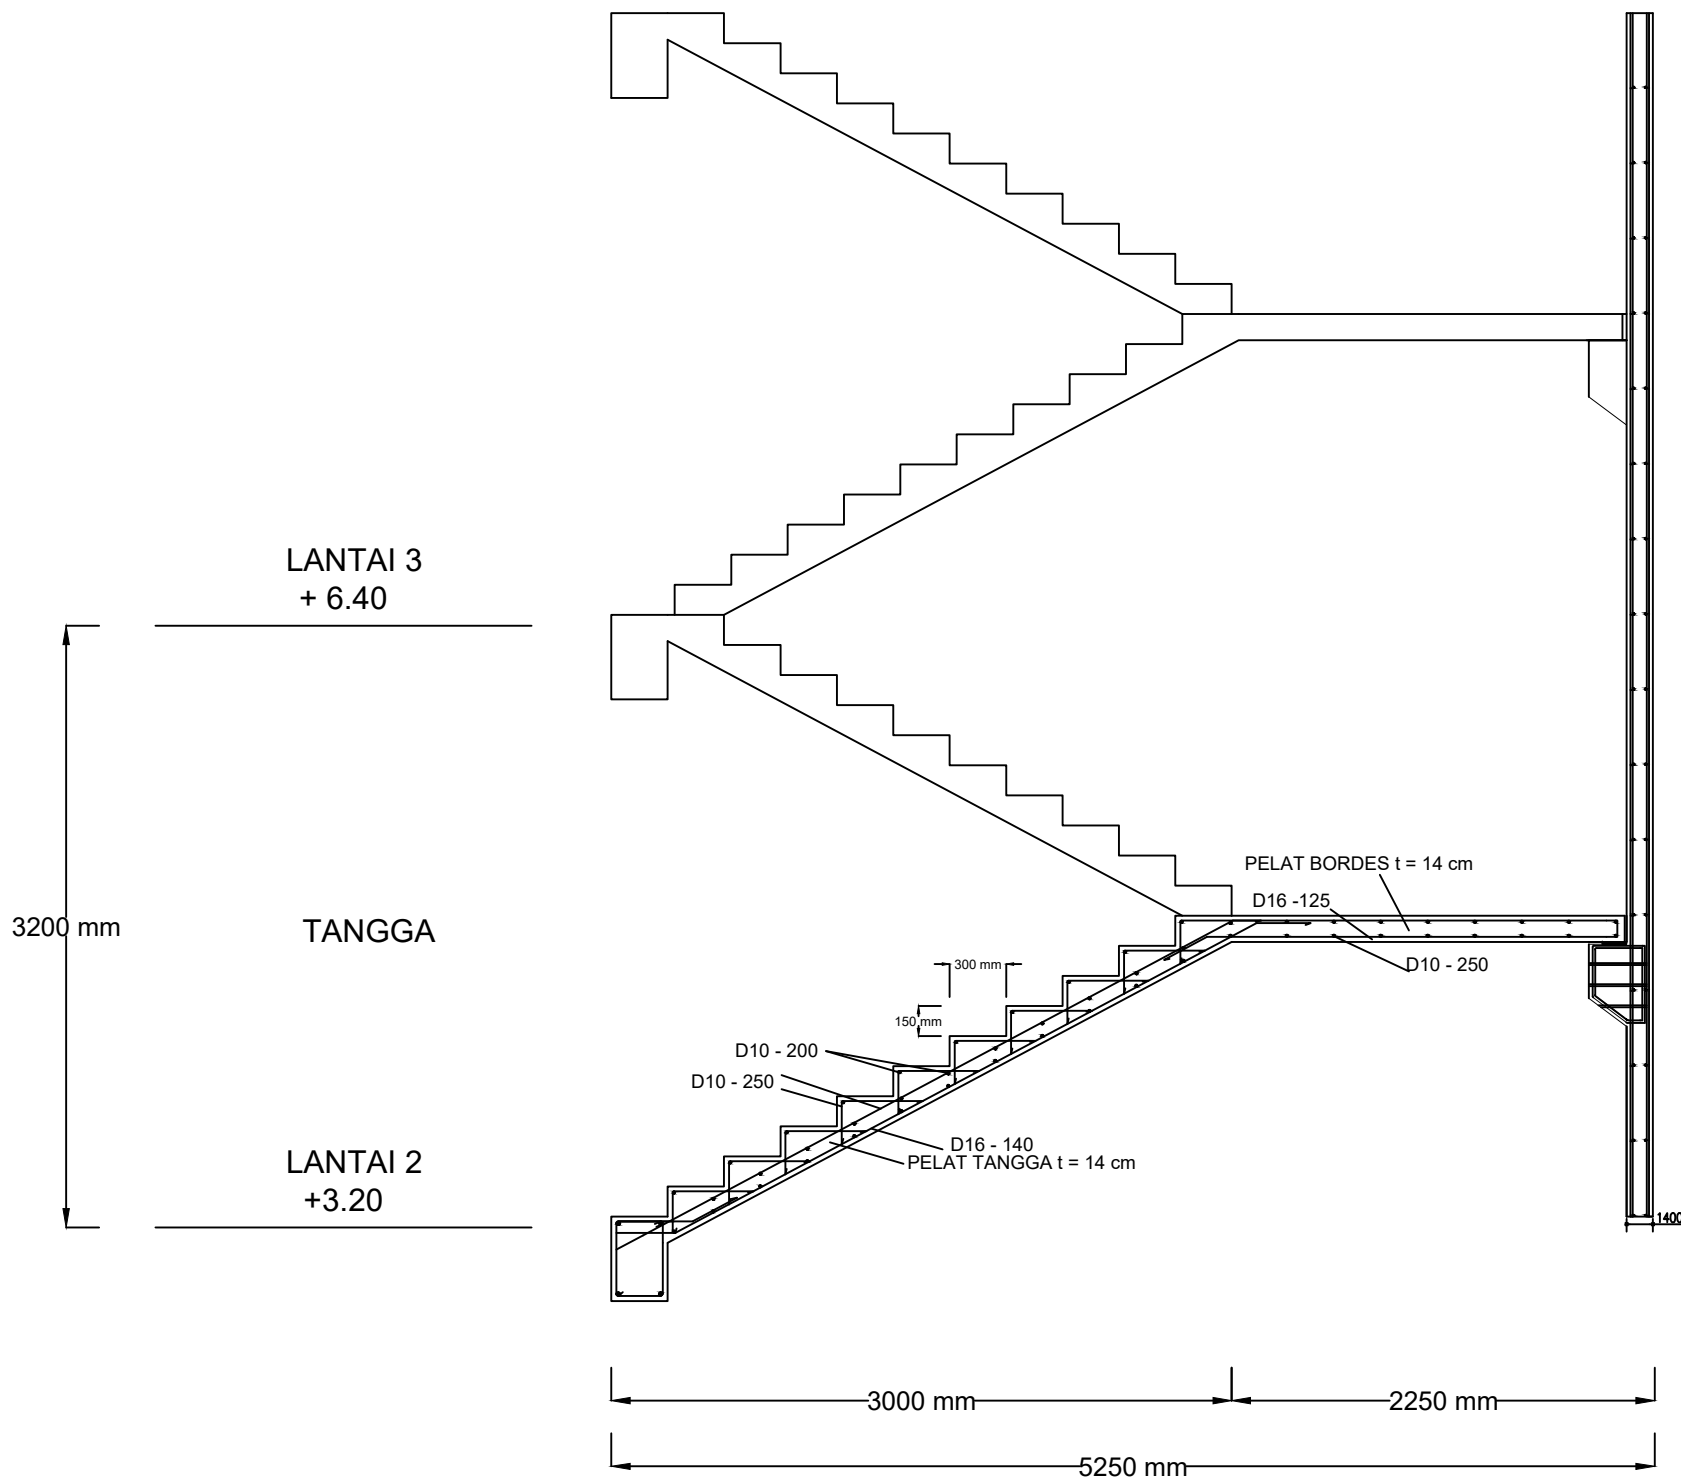 LANTAI 3
+ 6.40
PELAT BORDES t = 14 cm
D16 -125
3200 mm
TANGGA
D10 - 250
300 mm
150 mm
D10 - 200
D10 - 250
D16 - 140
PELAT TANGGA t = 14 cm
LANTAI 2
+3.20
1400
3000 mm
2250 mm
5250 mm